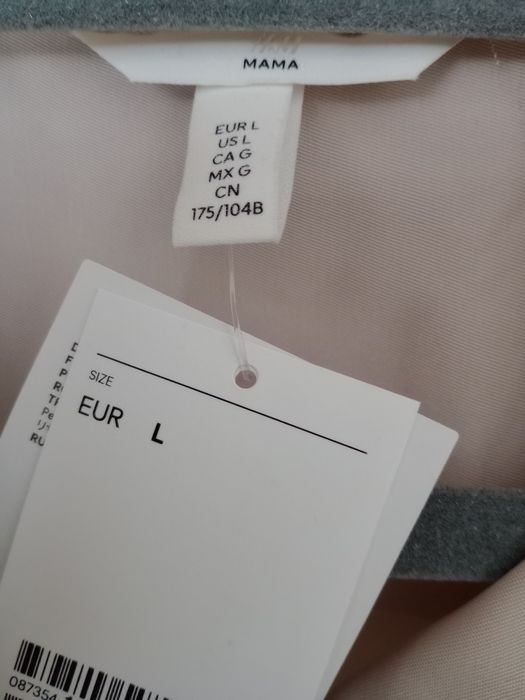 H&M
MAMA
EUR L
US L
CA G
MX G
CN
175/104B
SIZE
EUR L